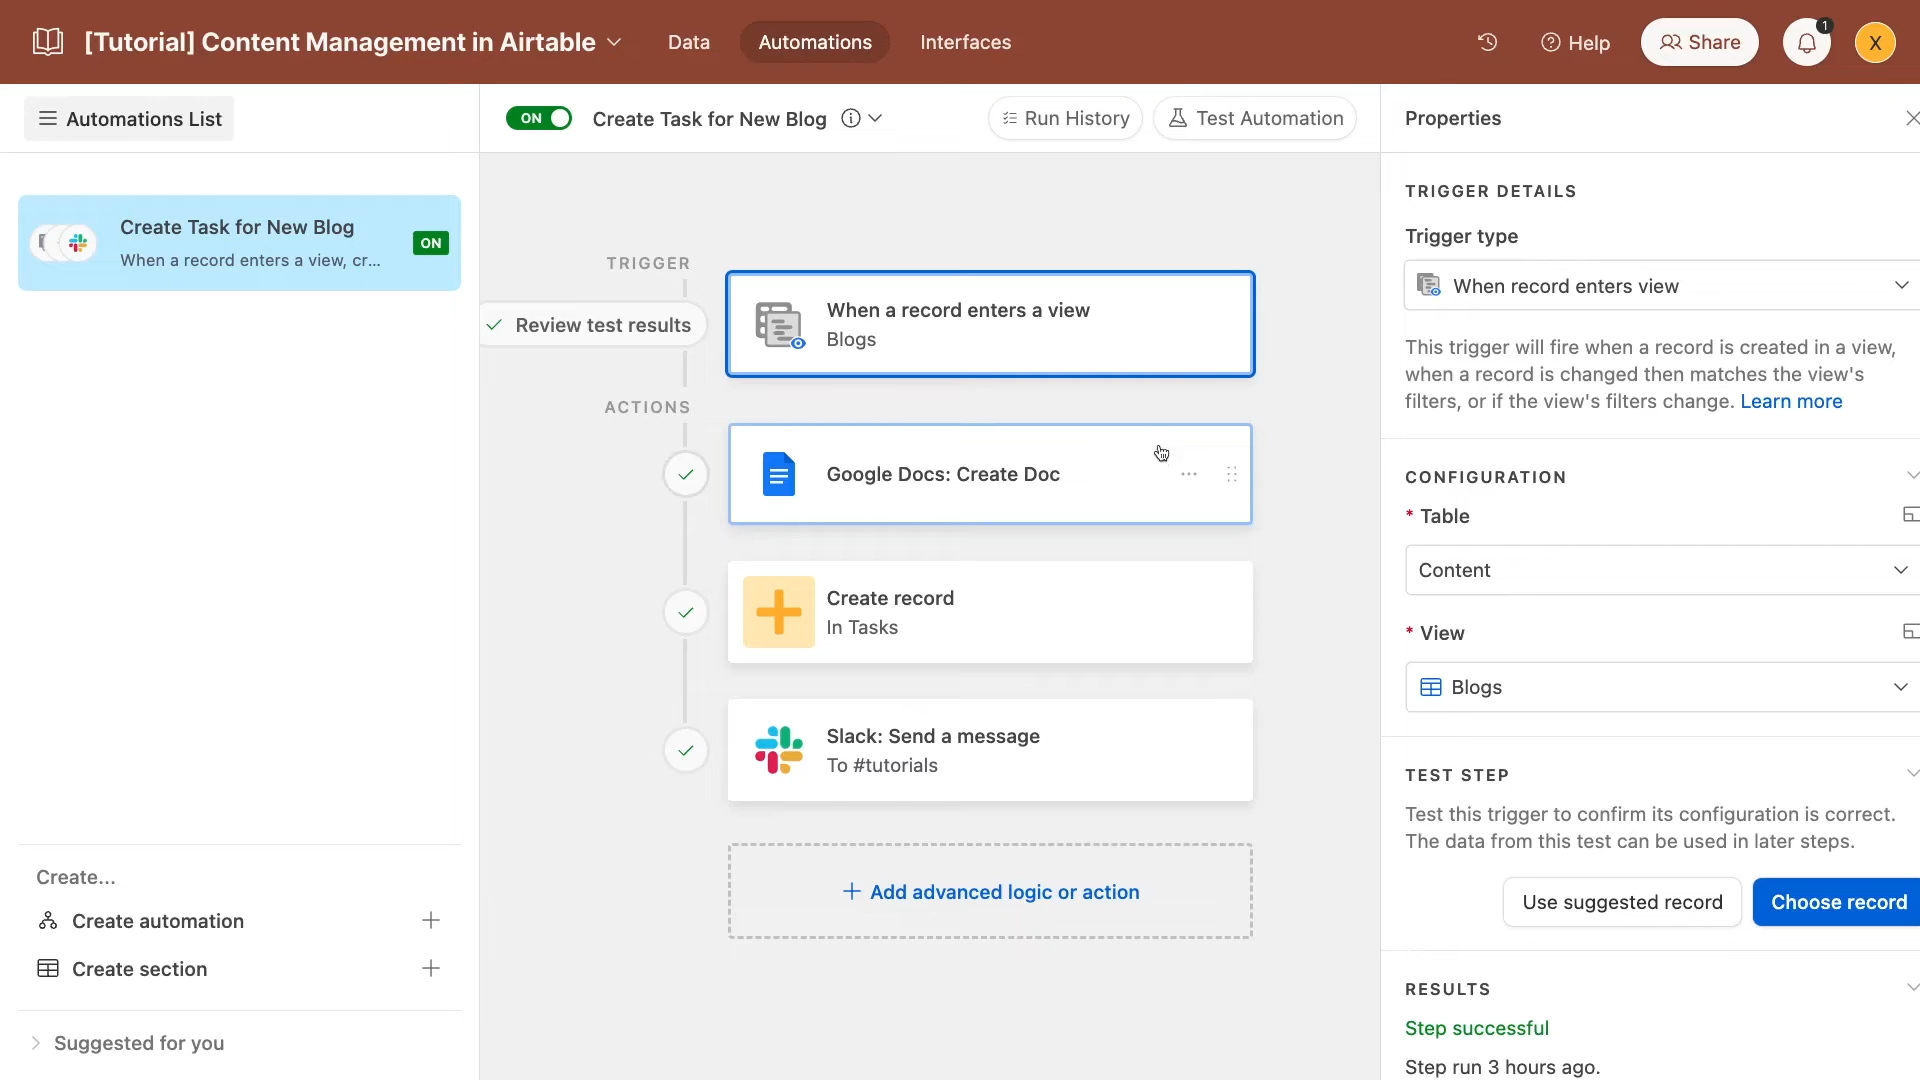 [Tutorial] Content Management in Airtable
Data
Automations
Interfaces
Help
Share
1
X
Automations List
ON
Create Task for New Blog
Run History
Test Automation
Properties
Create Task for New Blog
When a record enters a view, cr...
ON
TRIGGER
Review test results
When a record enters a view
Blogs
ACTIONS
Google Docs: Create Doc
Create record
In Tasks
Slack: Send a message
To #tutorials
+ Add advanced logic or action
Create...
Create automation
Create section
Suggested for you
TRIGGER DETAILS
Trigger type
When record enters view
This trigger will fire when a record is created in a view,
when a record is changed then matches the view's
filters, or if the view's filters change. Learn more
CONFIGURATION
* Table
Content
* View
Blogs
TEST STEP
Test this trigger to confirm its configuration is correct.
The data from this test can be used in later steps.
Use suggested record
Choose record
RESULTS
Step successful
Step run 3 hours ago.